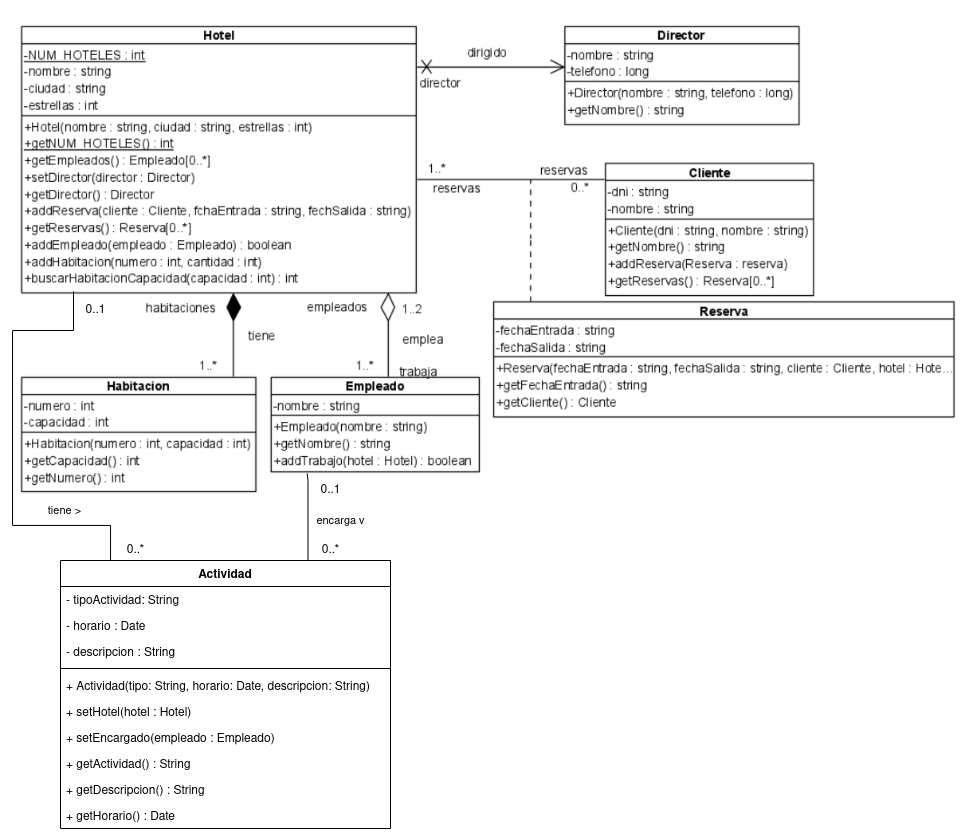 Hotel
-NUM_HOTELES : int
-nombre : string
-ciudad : string
-estrellas : int
+Hotel(nombre : string, ciudad : string, estrellas : int)
+getNUM_HOTELES() : int
+getEmpleados() : Empleado[0..*]
+setDirector(director : Director)
+getDirector() : Director
+addReserva(cliente : Cliente, fchaEntrada : string, fechSalida : string)
+getReservas() : Reserva[0..*]
+addEmpleado(empleado : Empleado) : boolean
+addHabitacion(numero : int, cantidad : int)
+buscarHabitacionCapacidad(capacidad : int) : int
dirigido
director
Director
-nombre : string
-telefono : long
+Director(nombre : string, telefono : long)
+getNombre() : string
1..*
reservas
reservas
0..*
Cliente
-dni : string
-nombre : string
+Cliente(dni : string, nombre : string)
+getNombre() : string
+addReserva(Reserva : reserva)
+getReservas() : Reserva[0..*]
Reserva
-fechaEntrada : string
-fechaSalida : string
+Reserva(fechaEntrada : string, fechaSalida : string, cliente : Cliente, hotel : Hote...
+getFechaEntrada() : string
+getCliente() : Cliente
0..1
habitaciones
tiene
1..*
empleados
1..2
emplea
1..*
trabaja
Habitacion
-numero : int
-capacidad : int
+Habitacion(numero : int, capacidad : int)
+getCapacidad() : int
+getNumero() : int
Empleado
-nombre : string
+Empleado(nombre : string)
+getNombre() : string
+addTrabajo(hotel : Hotel) : boolean
tiene >
0..*
0..1
encarga v
0..*
Actividad
- tipoActividad: String
- horario : Date
- descripcion : String
+ Actividad(tipo: String, horario: Date, descripcion: String)
+ setHotel(hotel : Hotel)
+ setEncargado(empleado : Empleado)
+ getActividad() : String
+ getDescripcion() : String
+ getHorario() : Date